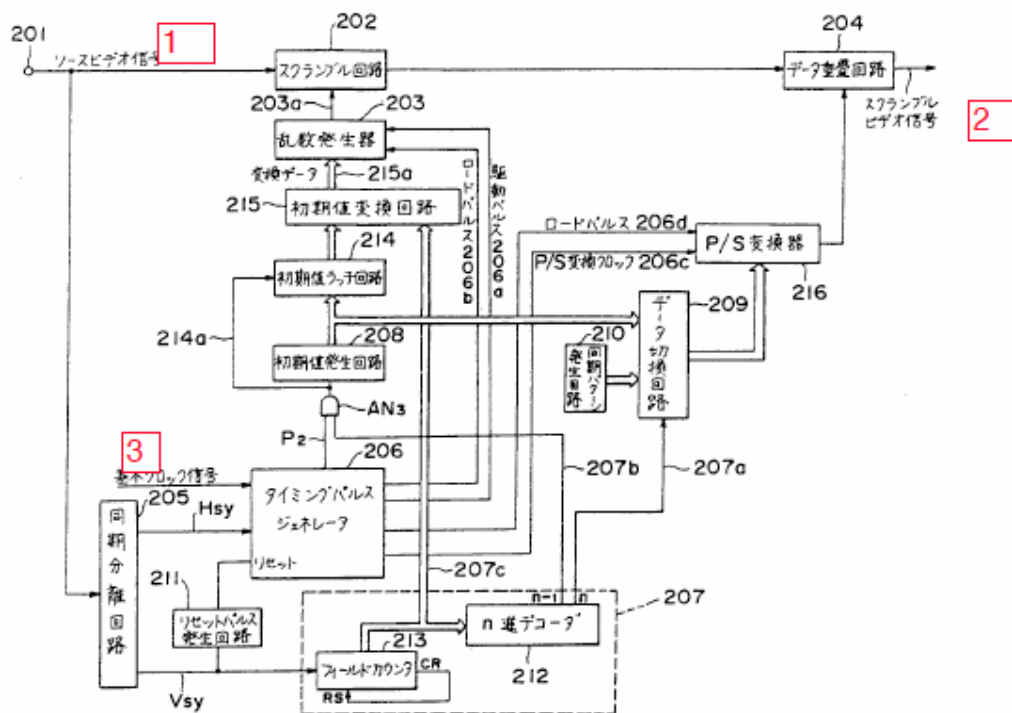 201
ソースビデオ信号
1
202
スクランブル回路
204
データ重畳回路
スクランブル
ビデオ信号
2
203a
203
乱数発生器
変換データ
215a
215
初期値変換回路
ロードパルス206b
駆動パルス206a
214
初期値ラッチ回路
214a
208
初期値発生回路
AN3
P2
ロードパルス 206d
P/S変換クロック 206c
P/S変換器
216
209
データ切換回路
210
同期パターン
発生回路
3
基本クロック信号
205
同期分離回路
Hsy
206
タイミングパルス
ジェネレータ
リセット
207b
207a
207c
211
リセットパルス
発生回路
Vsy
n-1
n
207
n進デコーダ
212
213
フィールドカウンタ
CR
RS